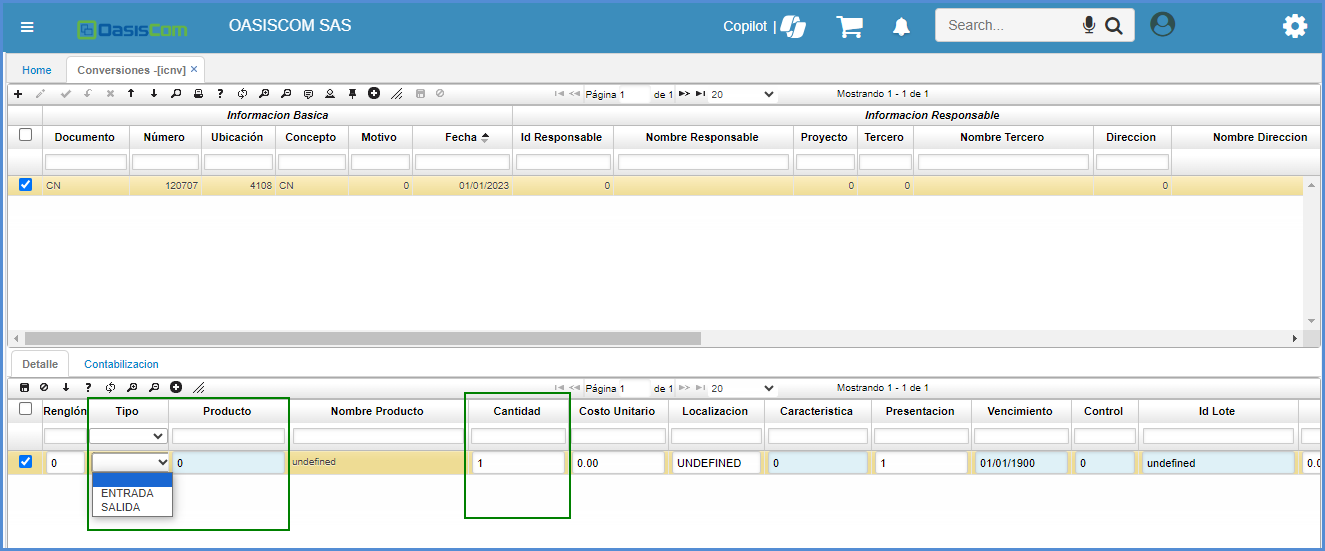 OasisCom OASISCOM SAS Copilot | Search...
Home Conversiones -[icnv] ×
Página 1 de 1 20 Mostrando 1 - 1 de 1
Informacion Basica Informacion Responsable
Documento Número Ubicación Concepto Motivo Fecha Id Responsable Nombre Responsable Proyecto Tercero Nombre Tercero Direccion Nombre Direccion
CN 120707 4108 CN 0 01/01/2023 0 0 0 0
Detalle Contabilizacion
Página 1 de 1 20 Mostrando 1 - 1 de 1
Renglón Tipo Producto Nombre Producto Cantidad Costo Unitario Localizacion Caracteristica Presentacion Vencimiento Control Id Lote
0 0 undefined 1 0.00 UNDEFINED 0 1 01/01/1900 0 undefined 0.0
ENTRADA
SALIDA